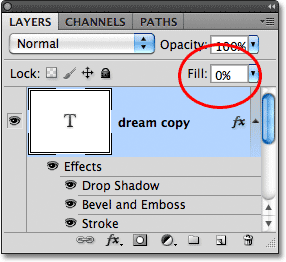 LAYERS CHANNELS PATHS
Normal Opacity: 100%
Lock: Fill: 0%
T dream copy fx
Effects
Drop Shadow
Bevel and Emboss
Stroke
fx.